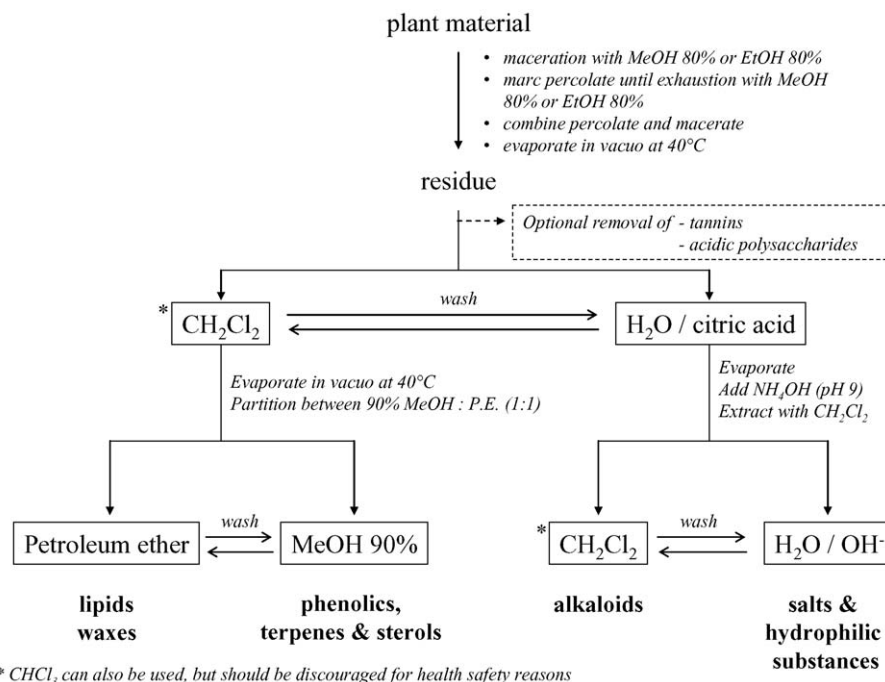 plant material
• maceration with MeOH 80% or EtOH 80%
• marc percolate until exhaustion with MeOH
80% or EtOH 80%
• combine percolate and macerate
• evaporate in vacuo at 40°C
residue
Optional removal of - tannins
- acidic polysaccharides
* CH₂Cl₂
wash
H₂O / citric acid
Evaporate in vacuo at 40°C
Partition between 90% MeOH : P.E. (1:1)
Evaporate
Add NH₄OH (pH 9)
Extract with CH₂Cl₂
Petroleum ether
wash
MeOH 90%
* CH₂Cl₂
wash
H₂O / OH⁻
lipids
waxes
phenolics,
terpenes & sterols
alkaloids
salts &
hydrophilic
substances
* CHCl₃ can also be used, but should be discouraged for health safety reasons